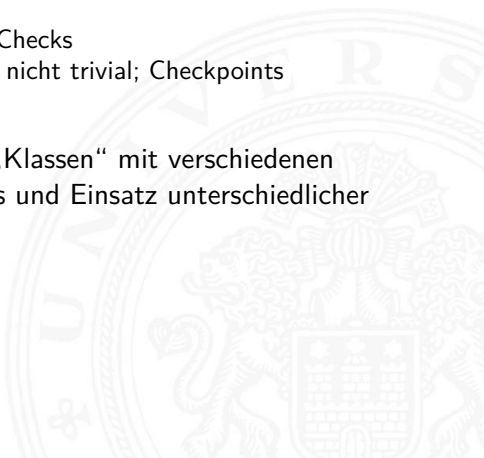 Checks
nicht trivial; Checkpoints
„Klassen“ mit verschiedenen
s und Einsatz unterschiedlicher
U N I V E R S